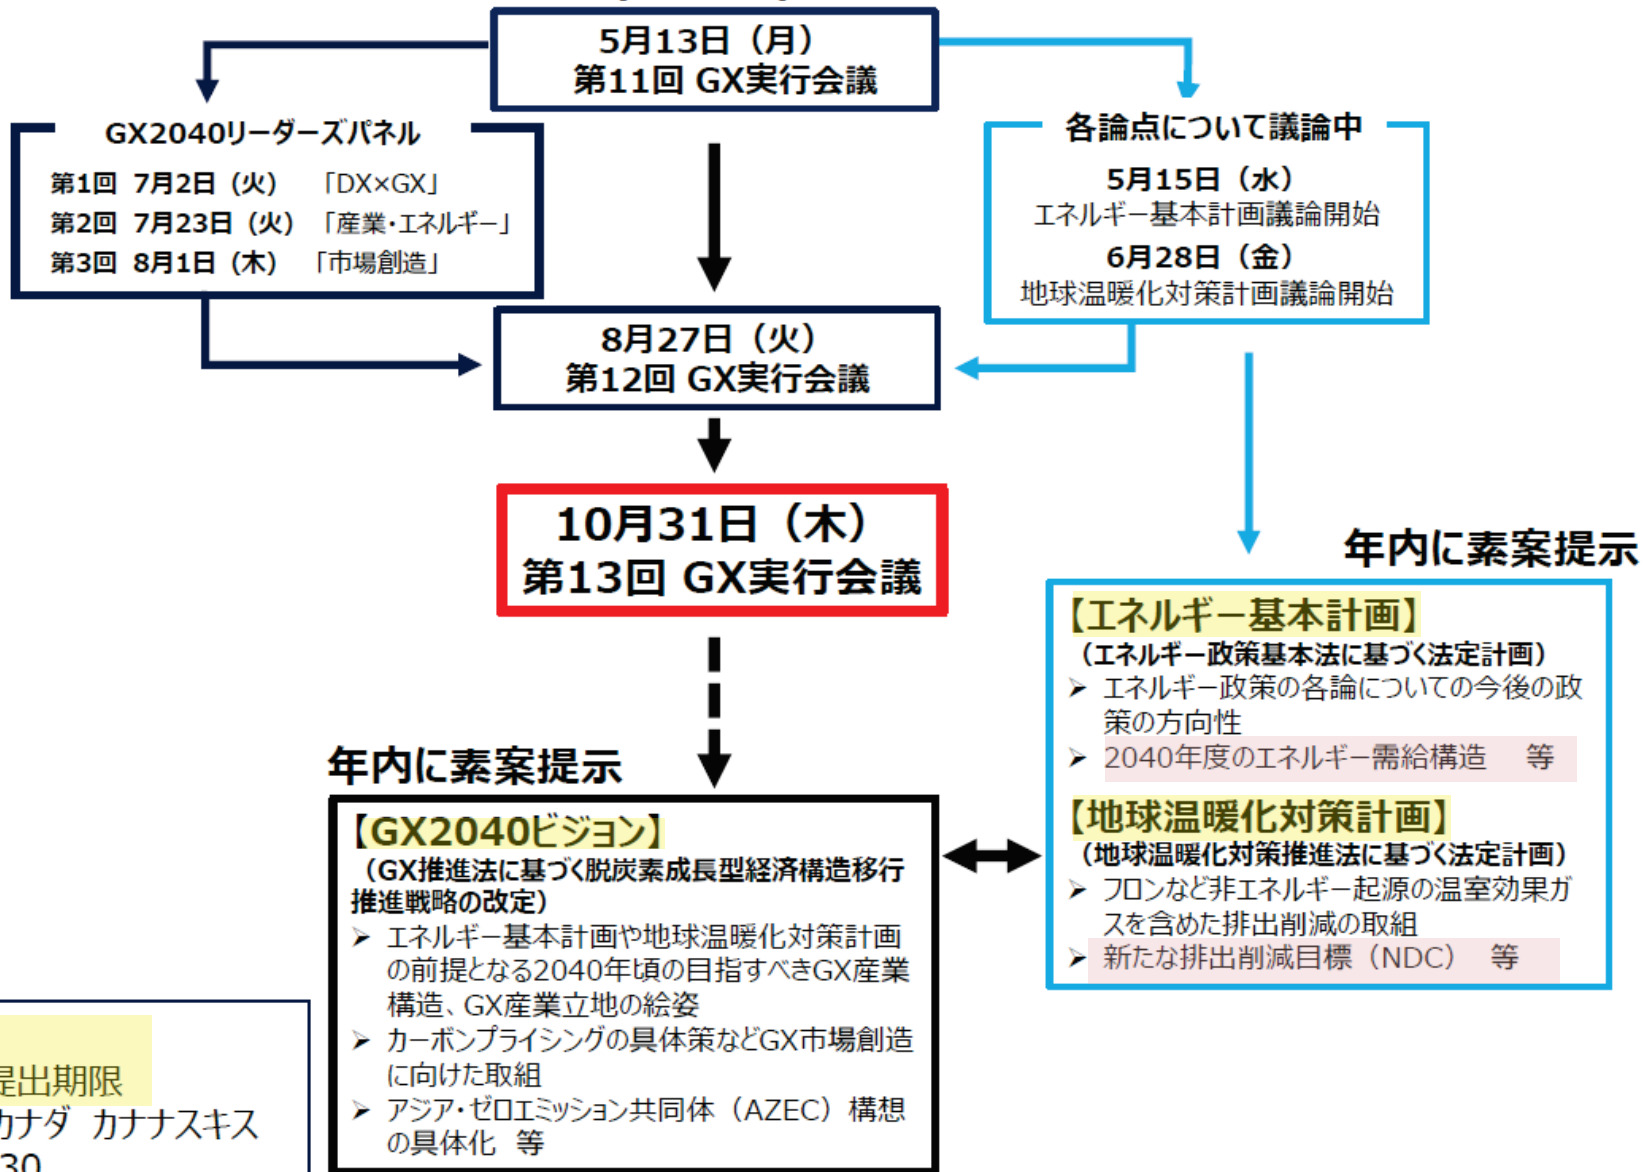 5月13日（月）
第11回 GX実行会議
GX2040リーダーズパネル
第1回 7月2日（火） 「DX×GX」
第2回 7月23日（火） 「産業・エネルギー」
第3回 8月1日（木） 「市場創造」
各論点について議論中
5月15日（水）
エネルギー基本計画議論開始
6月28日（金）
地球温暖化対策計画議論開始
8月27日（火）
第12回 GX実行会議
10月31日（木）
第13回 GX実行会議
年内に素案提示
【エネルギー基本計画】
（エネルギー政策基本法に基づく法定計画）
➢ エネルギー政策の各論についての今後の政
策の方向性
➢ 2040年度のエネルギー需給構造 等
【地球温暖化対策計画】
（地球温暖化対策推進法に基づく法定計画）
➢ フロンなど非エネルギー起源の温室効果ガ
スを含めた排出削減の取組
➢ 新たな排出削減目標（NDC） 等
年内に素案提示
【GX2040ビジョン】
（GX推進法に基づく脱炭素成長型経済構造移行
推進戦略の改定）
➢ エネルギー基本計画や地球温暖化対策計画
の前提となる2040年頃の目指すべきGX産業
構造、GX産業立地の絵姿
➢ カーボンプライシングの具体策などGX市場創造
に向けた取組
➢ アジア・ゼロエミッション共同体（AZEC）構想
の具体化 等
提出期限
カナダ カナナスキス
30